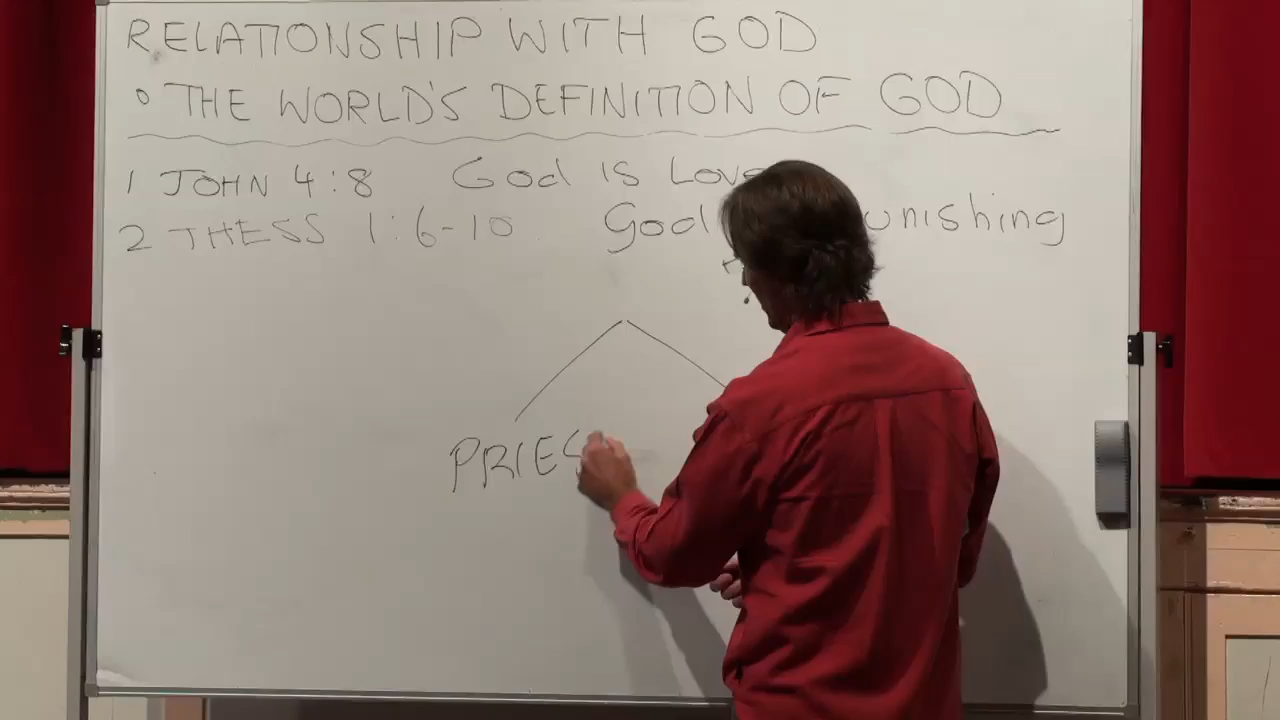 RELATIONSHIP WITH GOD
THE WORLD'S DEFINITION OF GOD
1 JOHN 4:8 God is Love
2 THESS 1:6-10 God unishing
PRIES